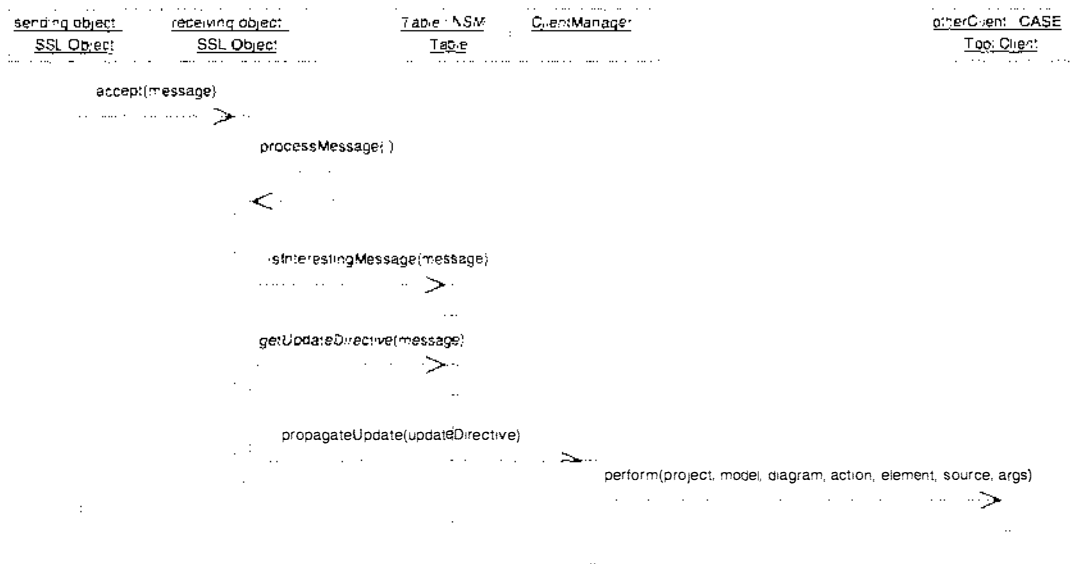 sending object
receiving object
Table : NSM
ClientManager
otherClient : CASE
SSL Object
SSL Object
Table
Tool Client
accept(message)
processMessage( )
isInterestingMessage(message)
getUpdateDirective(message)
propagateUpdate(updateDirective)
perform(project, model, diagram, action, element, source, args)